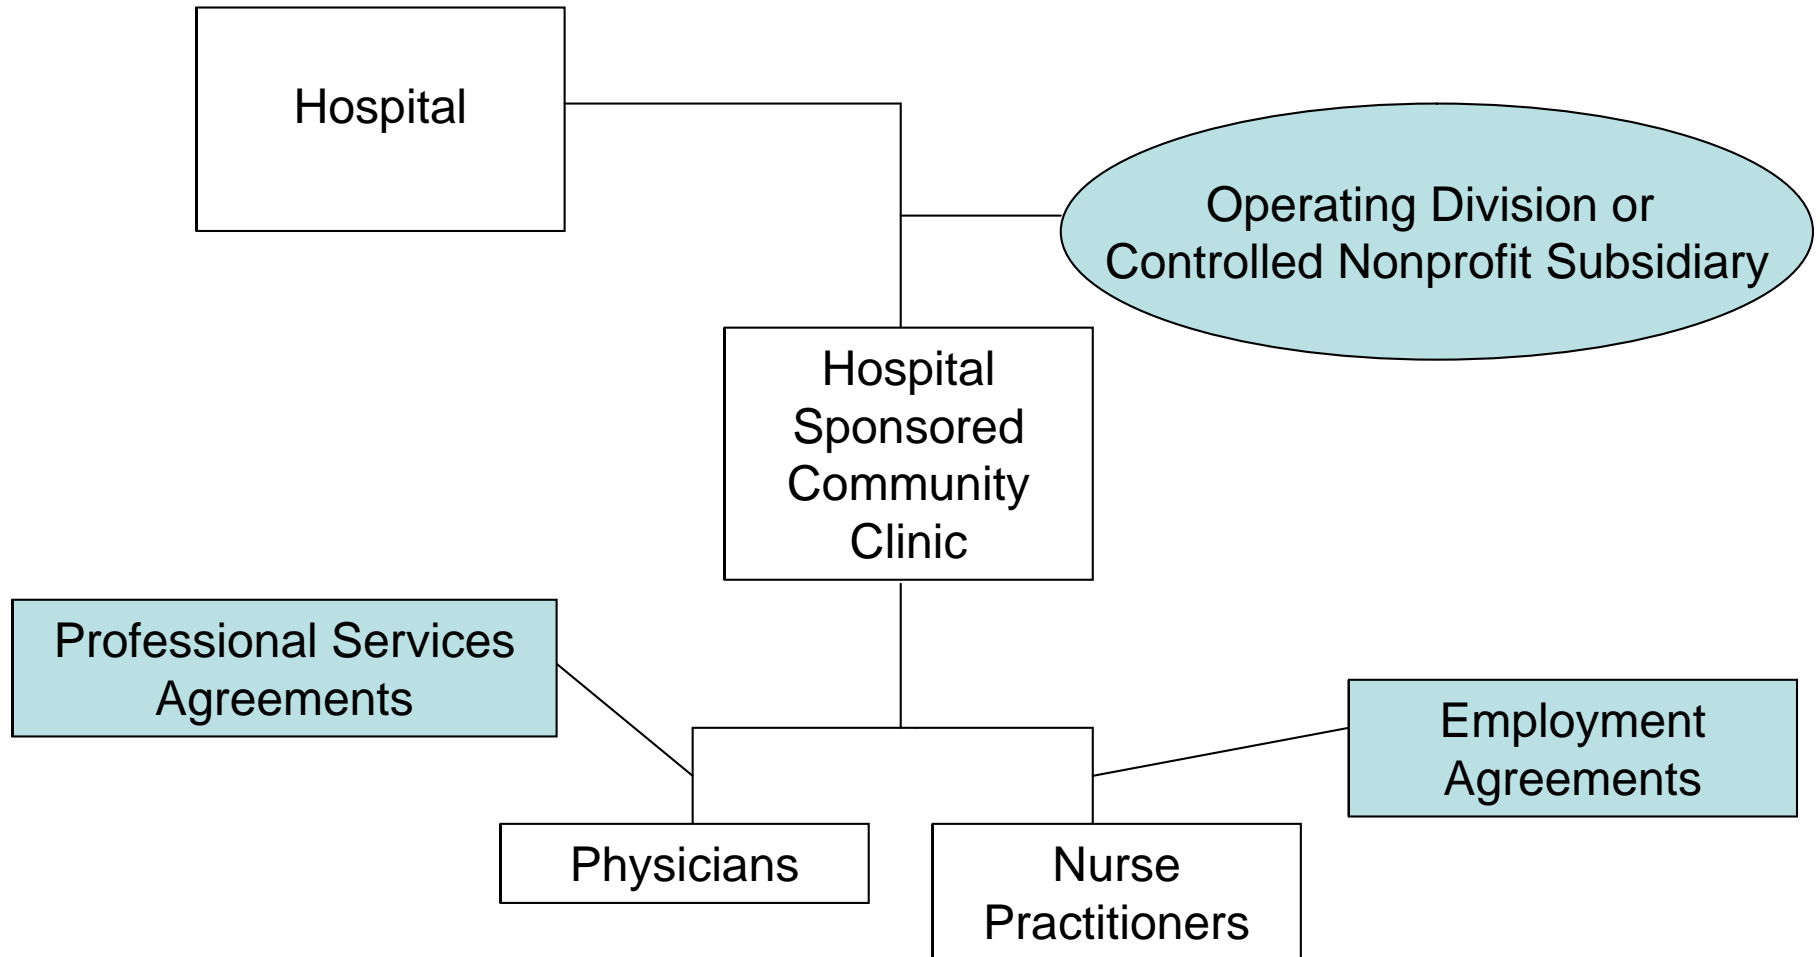 Hospital
Operating Division or
Controlled Nonprofit Subsidiary
Hospital
Sponsored
Community
Clinic
Professional Services
Agreements
Employment
Agreements
Physicians
Nurse
Practitioners